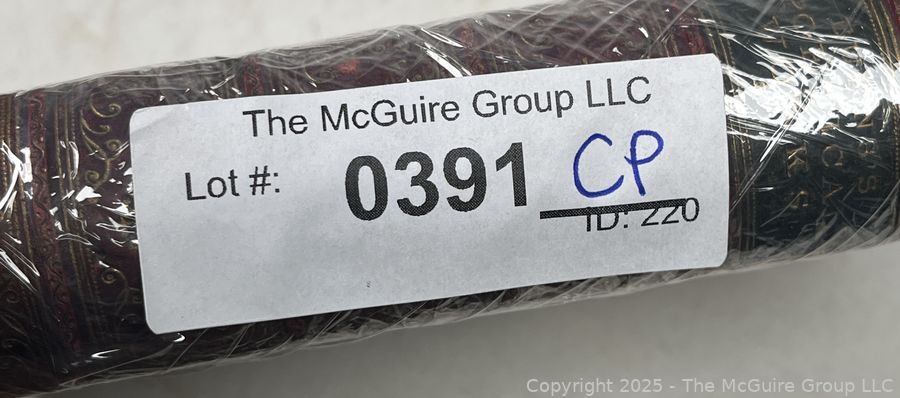 The McGuire Group LLC
Lot #: 0391 CP
ID: 220
Copyright 2025 - The McGuire Group LLC